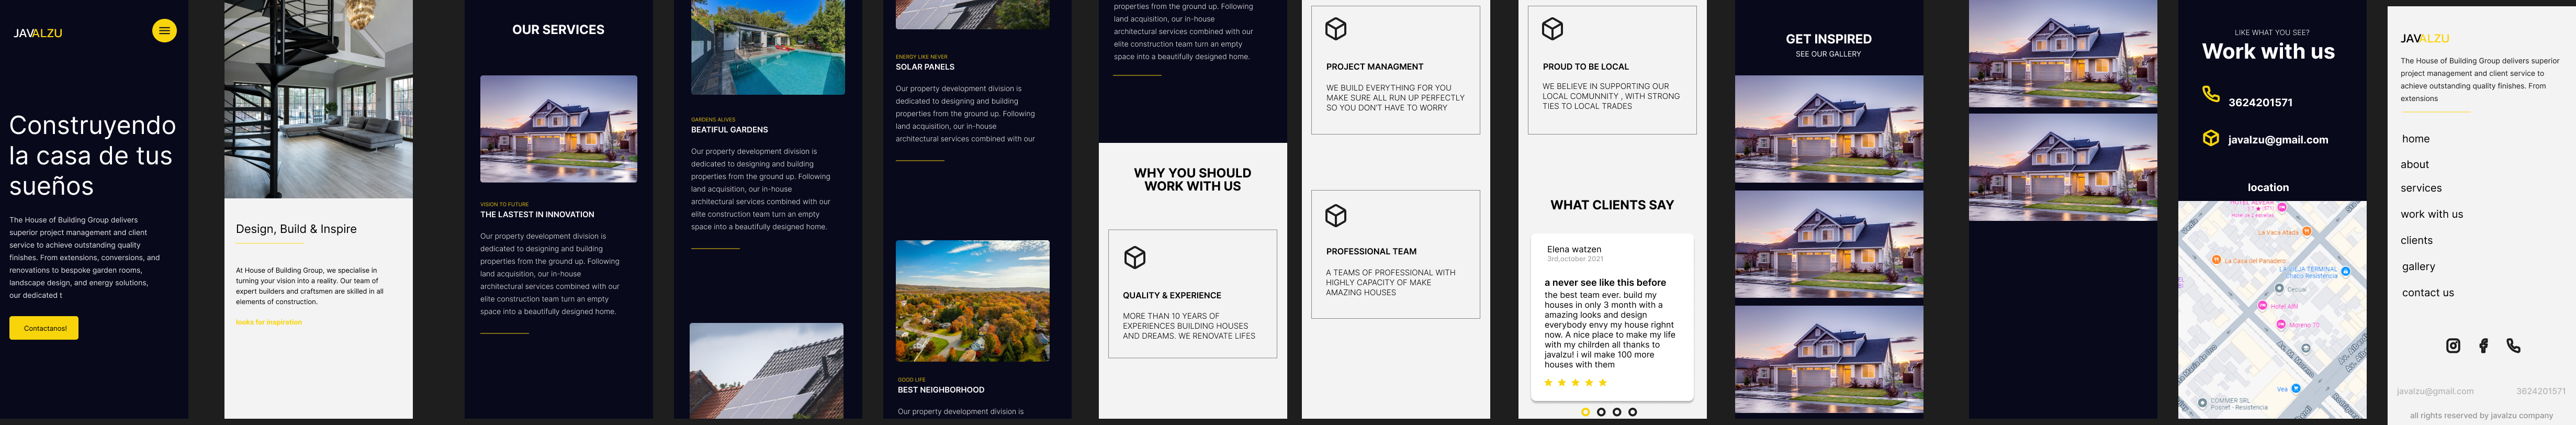 JAVALZU
Construyendo
la casa de tus
sueños
The House of Building Group delivers
superior project management and client
service to achieve outstanding quality
finishes. From extensions, conversions, and
renovations to bespoke garden rooms,
landscape design, and energy solutions,
our dedicated t
Contactanos!
Design, Build & Inspire
At House of Building Group, we specialise in
turning your vision into a reality. Our team of
expert builders and craftsmen are skilled in all
elements of construction.
looks for inspiration
OUR SERVICES
VISION TO FUTURE
THE LASTEST IN INNOVATION
Our property development division is
dedicated to designing and building
properties from the ground up. Following
land acquisition, our in-house
architectural services combined with our
elite construction team turn an empty
space into a beautifully designed home.
GARDENS ALIVES
BEATIFUL GARDENS
Our property development division is
dedicated to designing and building
properties from the ground up. Following
land acquisition, our in-house
architectural services combined with our
elite construction team turn an empty
space into a beautifully designed home.
ENERGY LIKE NEVER
SOLAR PANELS
Our property development division is
dedicated to designing and building
properties from the ground up. Following
land acquisition, our in-house
architectural services combined with our
GOOD LIFE
BEST NEIGHBORHOOD
Our property development division is
properties from the ground up. Following
land acquisition, our in-house
architectural services combined with our
elite construction team turn an empty
space into a beautifully designed home.
WHY YOU SHOULD
WORK WITH US
QUALITY & EXPERIENCE
MORE THAN 10 YEARS OF
EXPERIENCES BUILDING HOUSES
AND DREAMS. WE RENOVATE LIFES
PROJECT MANAGMENT
WE BUILD EVERYTHING FOR YOU
MAKE SURE ALL RUN UP PERFECTLY
SO YOU DON'T HAVE TO WORRY
PROFESSIONAL TEAM
A TEAMS OF PROFESSIONAL WITH
HIGHLY CAPACITY OF MAKE
AMAZING HOUSES
PROUD TO BE LOCAL
WE BELIEVE IN SUPPORTING OUR
LOCAL COMUNNITY , WITH STRONG
TIES TO LOCAL TRADES
WHAT CLIENTS SAY
Elena watzen
3rd,october 2021
a never see like this before
the best team ever. build my
houses in only 3 month with a
amazing looks and design
everybody envy my house righnt
now. A nice place to make my life
with my chilrden all thanks to
javalzu! i wil make 100 more
houses with them
GET INSPIRED
SEE OUR GALLERY
LIKE WHAT YOU SEE?
Work with us
3624201571
javalzu@gmail.com
location
Hotel de 2 estrellas
La Vaca Atada
La Casa del Panadero
LA VIEJA TERMINAL
Chaco Resistencia
Cecual
Hotel Alfil
Moreno 70
Vea
COMMER SRL
Posnet - Resistencia
JAVALZU
The House of Building Group delivers superior
project management and client service to
achieve outstanding quality finishes. From
extensions
home
about
services
work with us
clients
gallery
contact us
javalzu@gmail.com
3624201571
all rights reserved by javalzu company